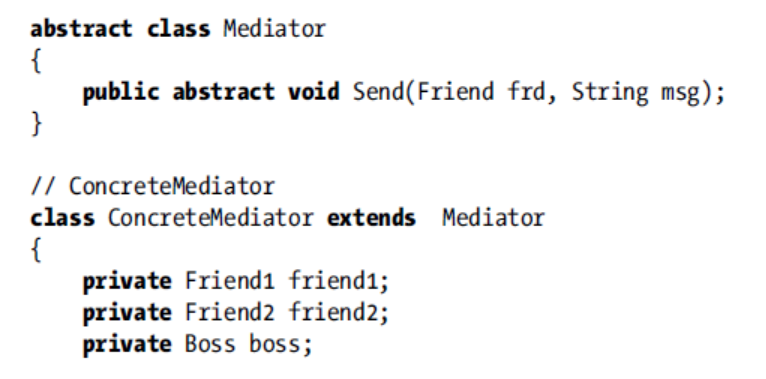 abstract class Mediator
{
    public abstract void Send(Friend frd, String msg);
}

// ConcreteMediator
class ConcreteMediator extends  Mediator
{
    private Friend1 friend1;
    private Friend2 friend2;
    private Boss boss;